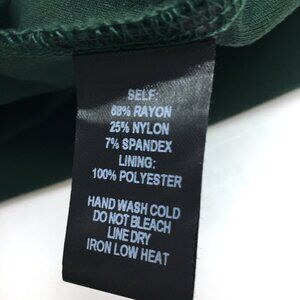 SELF:
68% RAYON
25% NYLON
7% SPANDEX
LINING:
100% POLYESTER
HAND WASH COLD
DO NOT BLEACH
LINE DRY
IRON LOW HEAT